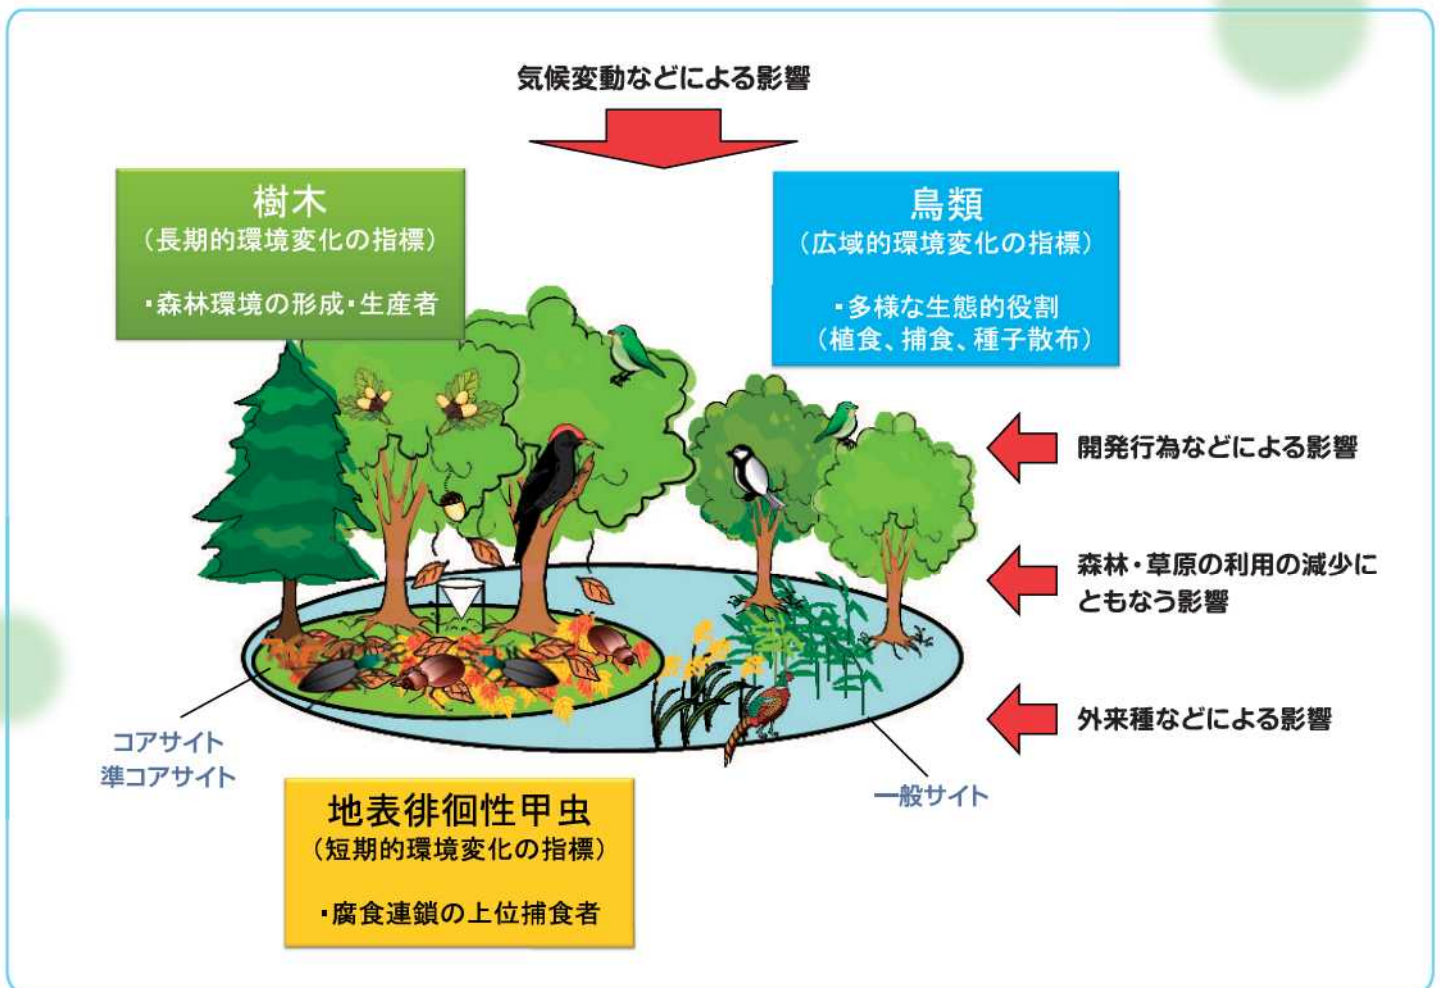 気候変動などによる影響
樹木
(長期的環境変化の指標)
・森林環境の形成・生産者
鳥類
(広域的環境変化の指標)
・多様な生態的役割
(植食、捕食、種子散布)
開発行為などによる影響
森林・草原の利用の減少に
ともなう影響
外来種などによる影響
コアサイト
準コアサイト
一般サイト
地表徘徊性甲虫
(短期的環境変化の指標)
・腐食連鎖の上位捕食者